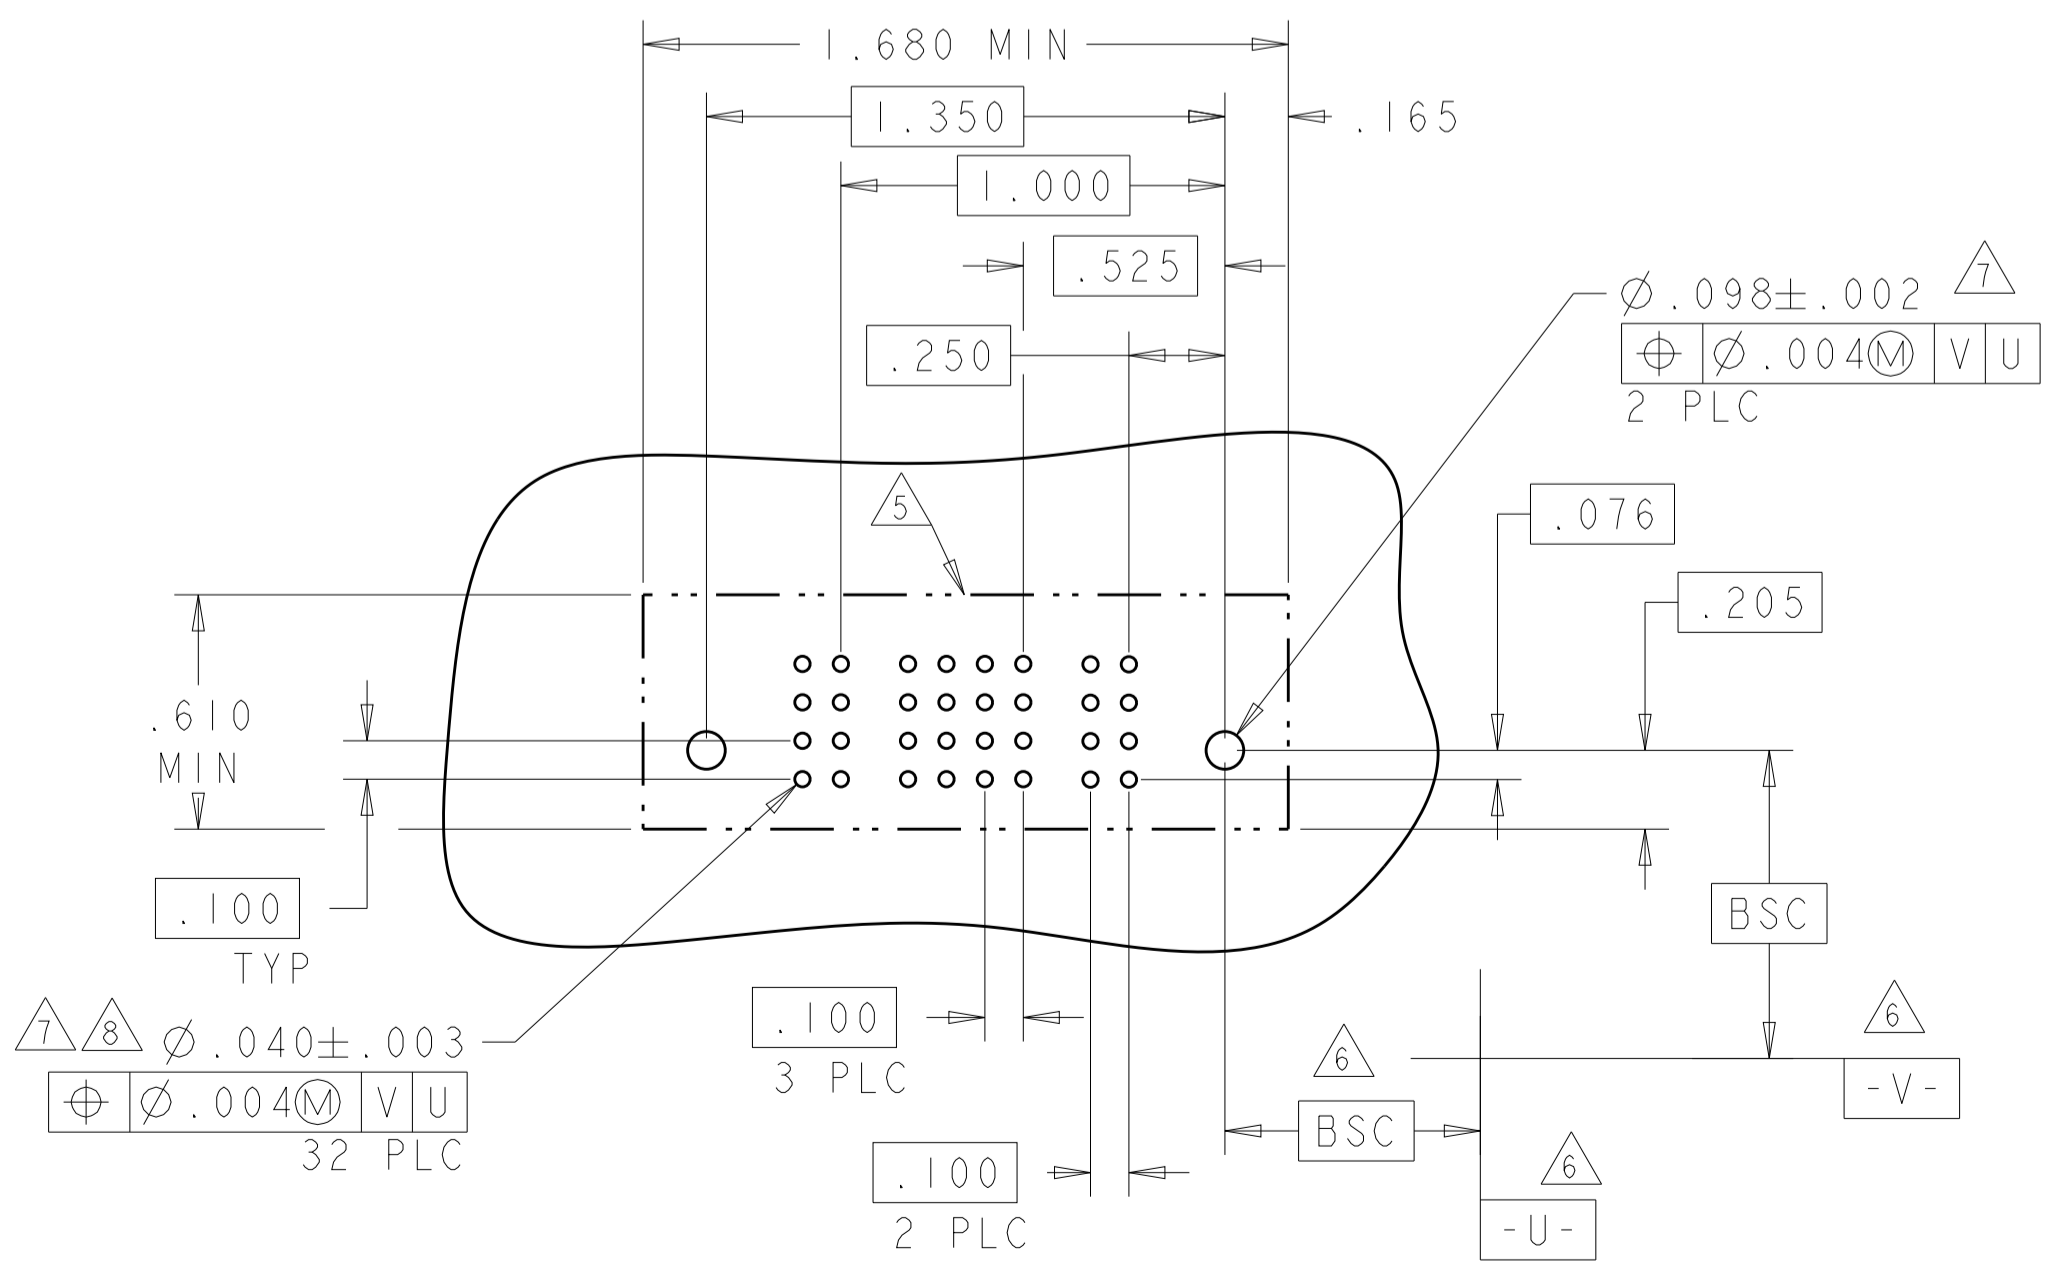 1.680 MIN
1.350
.165
1.000
.525
Ø.098±.002 7
⌖ Ø.004Ⓜ V U
2 PLC
.250
5
.076
.205
.610
MIN
.100
TYP
BSC
7 8 Ø.040±.003
⌖ Ø.004Ⓜ V U
32 PLC
.100
3 PLC
6
6
-V-
BSC
.100
2 PLC
6
-U-